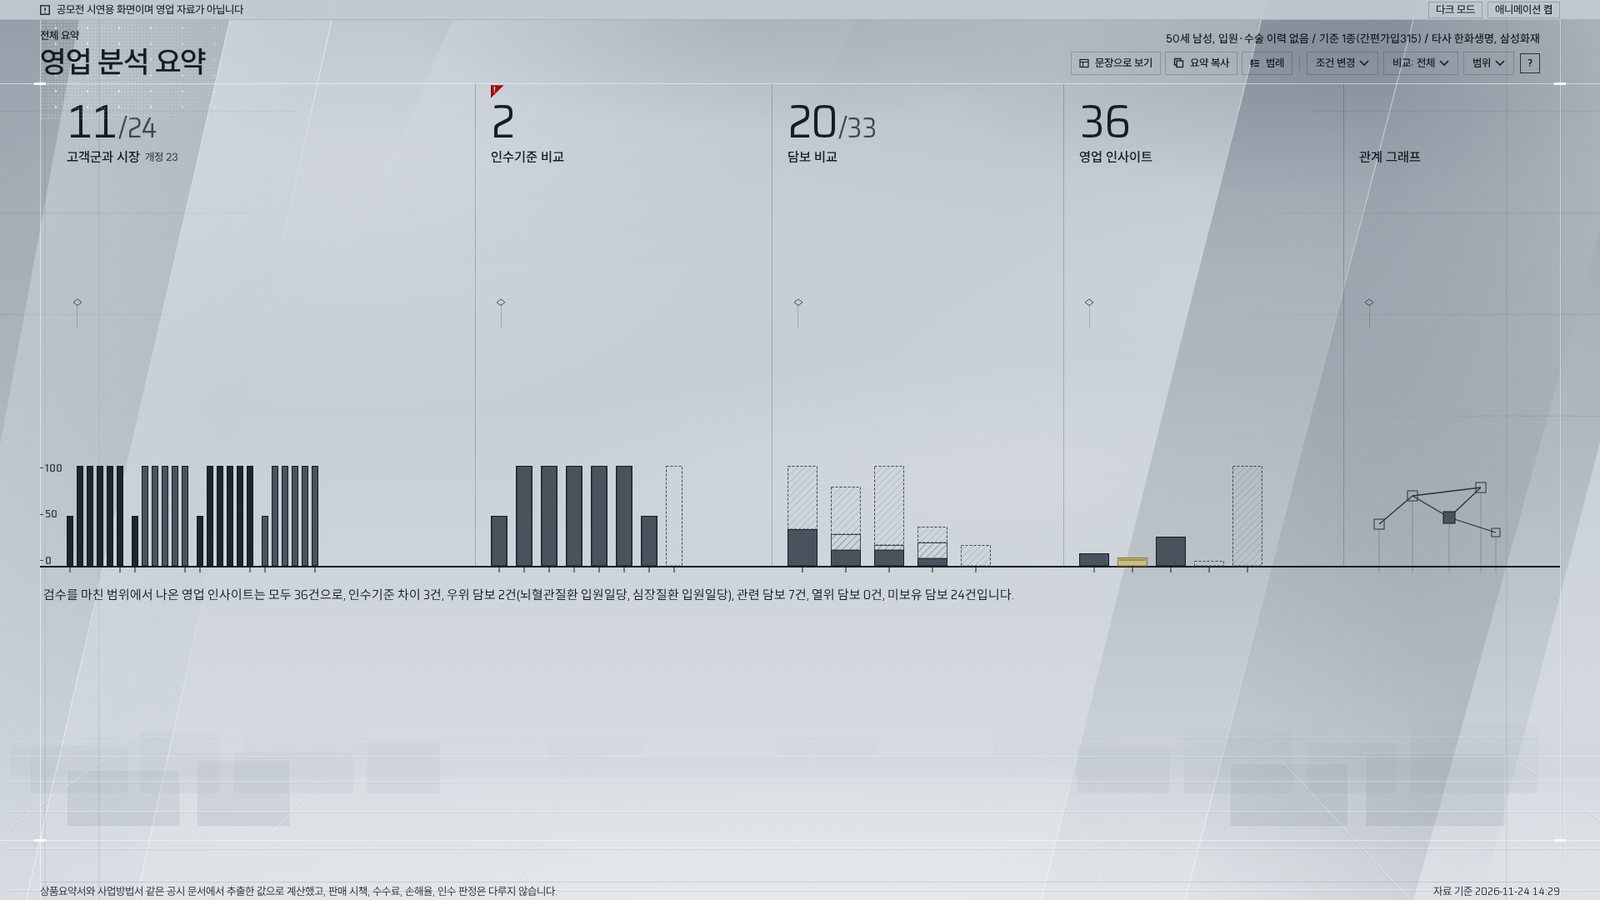 공모전 시연용 화면이며 영업 자료가 아닙니다
다크 모드
애니메이션 켬
전체 요약
영업 분석 요약
50세 남성, 입원·수술 이력 없음 / 기준 1종(간편가입315) / 타사 한화생명, 삼성화재
문장으로 보기
요약 복사
범례
조건 변경
비교: 전체
범위
?
11/24
고객군과 시장 개정 23
2
인수기준 비교
20/33
담보 비교
36
영업 인사이트
관계 그래프
100
50
0
검수를 마친 범위에서 나온 영업 인사이트는 모두 36건으로, 인수기준 차이 3건, 우위 담보 2건(뇌혈관질환 입원일당, 심장질환 입원일당), 관련 담보 7건, 열위 담보 0건, 미보유 담보 24건입니다.
상품요약서와 사업방법서 같은 공시 문서에서 추출한 값으로 계산했고, 판매 시책, 수수료, 손해율, 인수 판정은 다루지 않습니다.
자료 기준 2026-11-24 14:29